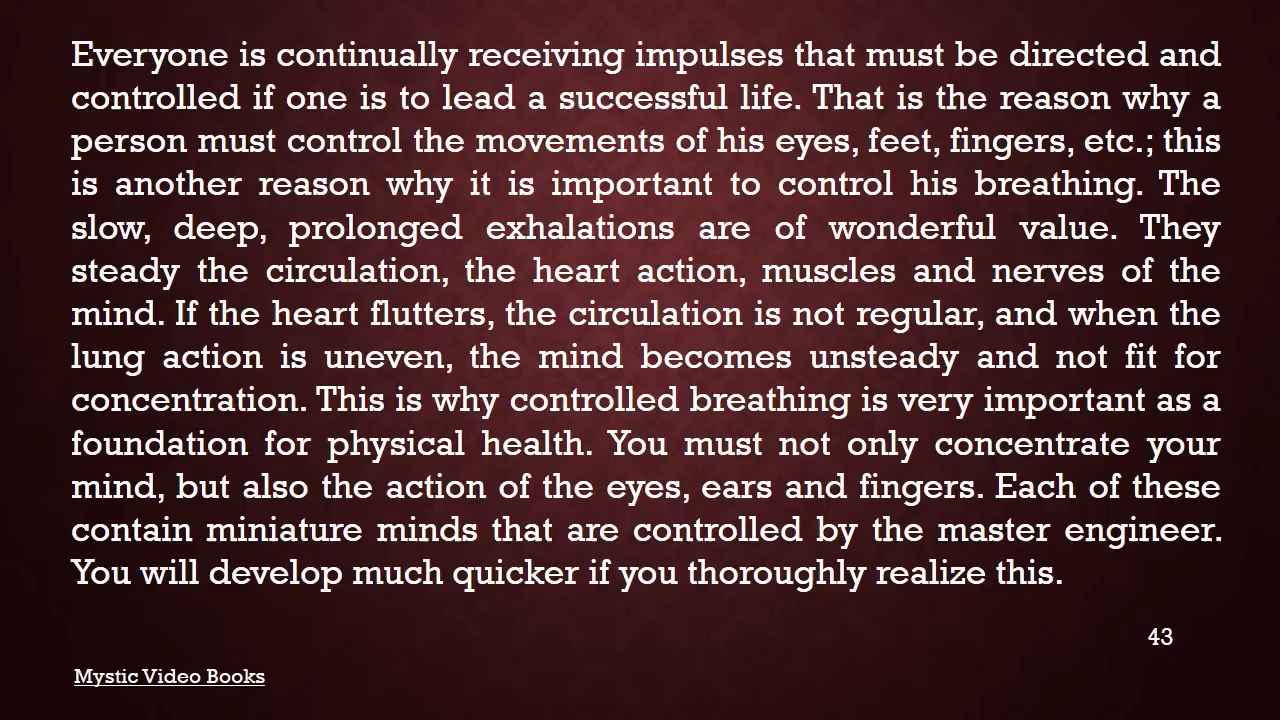 Everyone is continually receiving impulses that must be directed and
controlled if one is to lead a successful life. That is the reason why a
person must control the movements of his eyes, feet, fingers, etc.; this
is another reason why it is important to control his breathing. The
slow, deep, prolonged exhalations are of wonderful value. They
steady the circulation, the heart action, muscles and nerves of the
mind. If the heart flutters, the circulation is not regular, and when the
lung action is uneven, the mind becomes unsteady and not fit for
concentration. This is why controlled breathing is very important as a
foundation for physical health. You must not only concentrate your
mind, but also the action of the eyes, ears and fingers. Each of these
contain miniature minds that are controlled by the master engineer.
You will develop much quicker if you thoroughly realize this.
43
Mystic Video Books